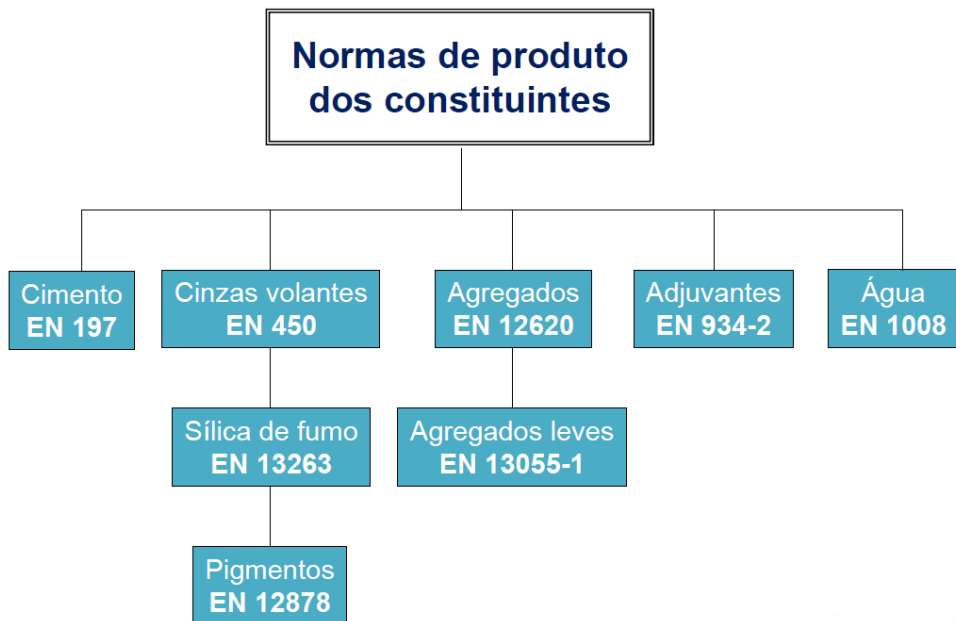 Normas de produto
dos constituintes
Cimento
EN 197
Cinzas volantes
EN 450
Agregados
EN 12620
Adjuvantes
EN 934-2
Água
EN 1008
Sílica de fumo
EN 13263
Agregados leves
EN 13055-1
Pigmentos
EN 12878